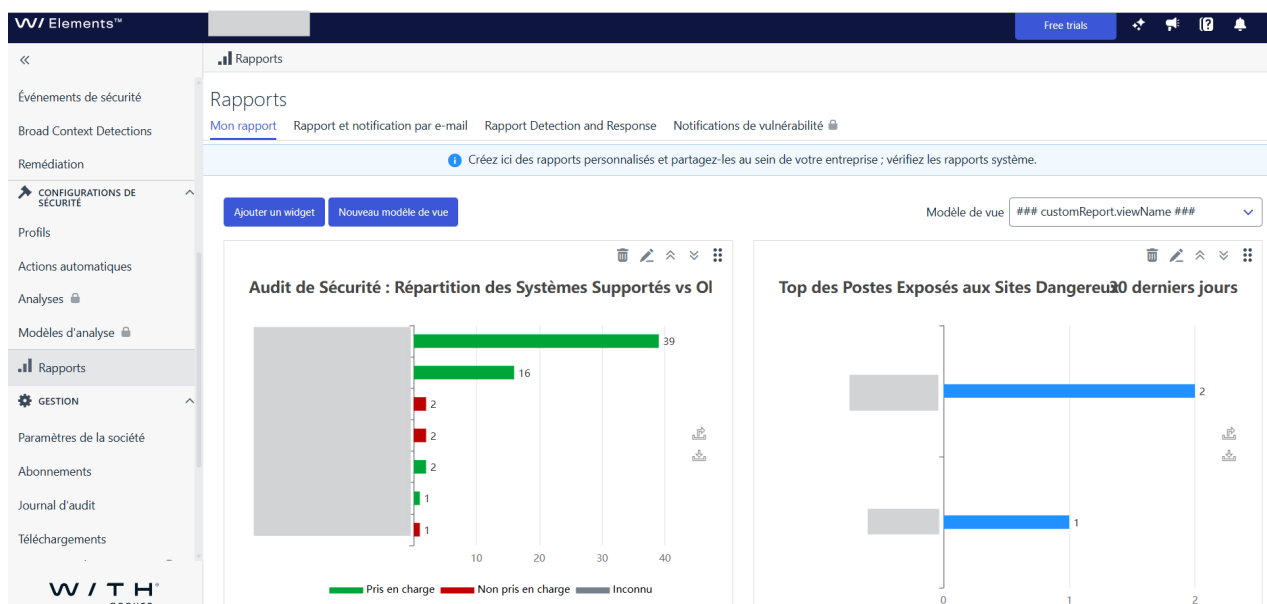 W/ Elements™
Free trials
Rapports
Événements de sécurité
Broad Context Detections
Remédiation
CONFIGURATIONS DE
SÉCURITÉ
Profils
Actions automatiques
Analyses
Modèles d'analyse
Rapports
GESTION
Paramètres de la société
Abonnements
Journal d'audit
Téléchargements
W / T H
Rapports
Mon rapport Rapport et notification par e-mail Rapport Detection and Response Notifications de vulnérabilité
Créez ici des rapports personnalisés et partagez-les au sein de votre entreprise ; vérifiez les rapports système.
Ajouter un widget Nouveau modèle de vue Modèle de vue ### customReport.viewName ###
Audit de Sécurité : Répartition des Systèmes Supportés vs
39
16
2
2
2
1
1
10 20 30 40
Pris en charge Non pris en charge Inconnu
Top des Postes Exposés aux Sites Dangereux 30 derniers jours
2
1
0 1 2